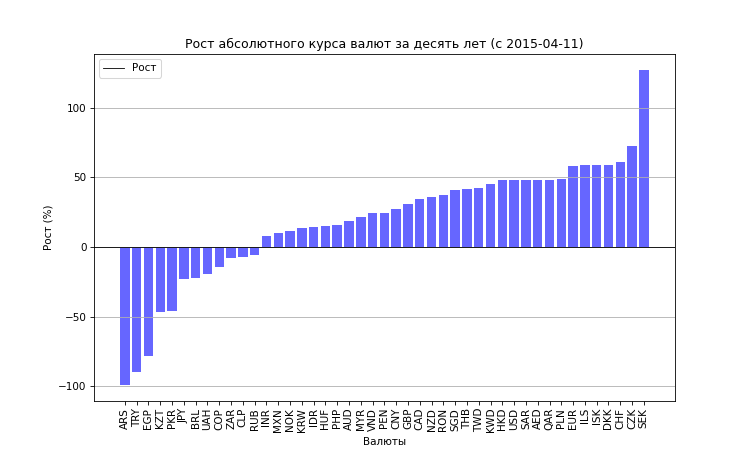 Рост абсолютного курса валют за десять лет (с 2015-04-11)
Рост
Рост (%)
100
50
0
−50
−100
ARS
TRY
EGP
KZT
PKR
JPY
BRL
UAH
COP
ZAR
CLP
RUB
INR
MXN
NOK
KRW
IDR
HUF
PHP
AUD
MYR
VND
PEN
CNY
GBP
CAD
NZD
RON
SGD
THB
TWD
KWD
HKD
USD
SAR
AED
QAR
PLN
EUR
ILS
ISK
DKK
CHF
CZK
SEK
Валюты